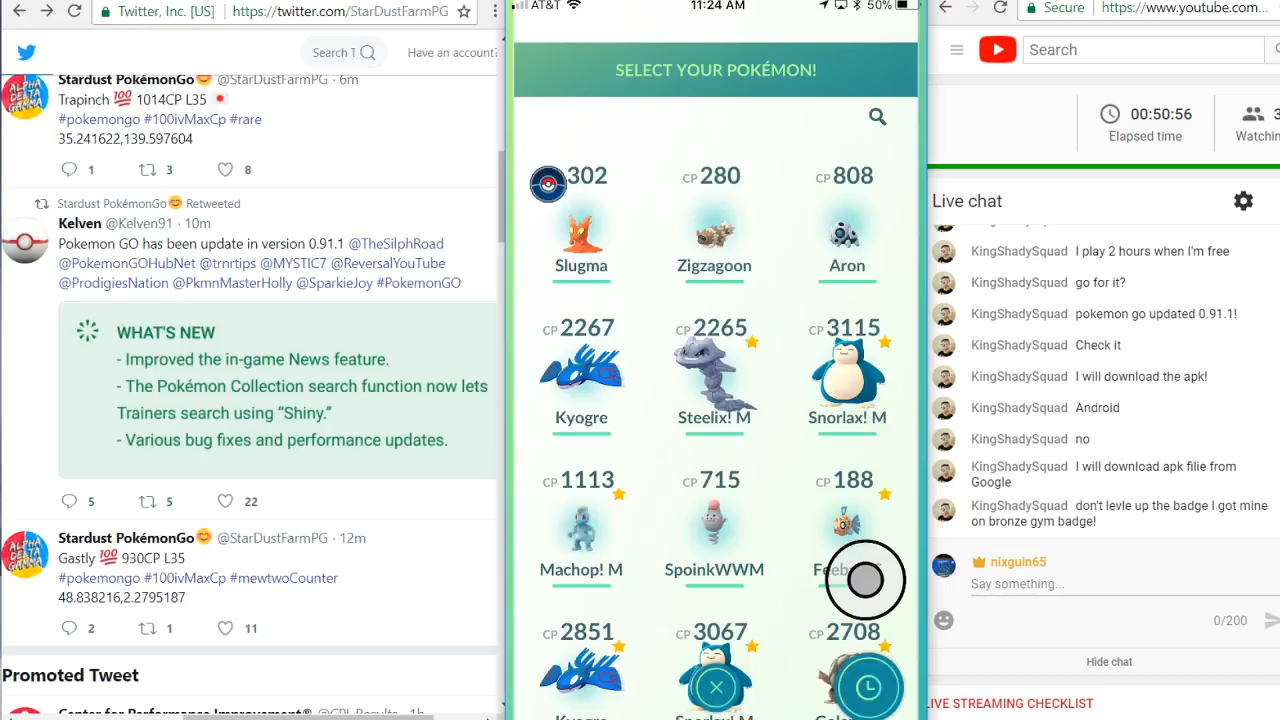 Twitter, Inc. [US]
https://twitter.com/StarDustFarmPG
Search T
Have an account?
Stardust PokémonGo😊 @StarDustFarmPG · 6m
Trapinch 💯 1014CP L35 🇯🇵
#pokemongo #100ivMaxCp #rare
35.241622,139.597604
1 3 8
Stardust PokémonGo😊 Retweeted
Kelven @Kelven91 · 10m
Pokemon GO has been update in version 0.91.1 @TheSilphRoad
@PokemonGOHubNet @trnrtips @MYSTIC7 @ReversalYouTube
@ProdigiesNation @PkmnMasterHolly @SparkieJoy #PokemonGO
WHAT'S NEW
- Improved the in-game News feature.
- The Pokémon Collection search function now lets
Trainers search using “Shiny.”
- Various bug fixes and performance updates.
5 5 22
Stardust PokémonGo😊 @StarDustFarmPG · 12m
Gastly 💯 930CP L35
#pokemongo #100ivMaxCp #mewtwoCounter
48.838216,2.2795187
2 1 11
Promoted Tweet
AT&T 11:24 AM 50%
SELECT YOUR POKÉMON!
302 CP 280 CP 808
Slugma Zigzagoon Aron
CP 2267 CP 2265 CP 3115
Kyogre Steelix! M Snorlax! M
CP 1113 CP 715 CP 188
Machop! M SpoinkWWM
CP 2851 CP 3067 CP 2708
Secure https://www.youtube.com
Search
00:50:56
Elapsed time
Watchin
Live chat
KingShadySquad I play 2 hours when I'm free
KingShadySquad go for it?
KingShadySquad pokemon go updated 0.91.1!
KingShadySquad Check it
KingShadySquad I will download the apk!
KingShadySquad Android
KingShadySquad no
KingShadySquad I will download apk filie from
Google
KingShadySquad don't levle up the badge I got mine
on bronze gym badge!
nixguin65
Say something...
0/200
Hide chat
LIVE STREAMING CHECKLIST